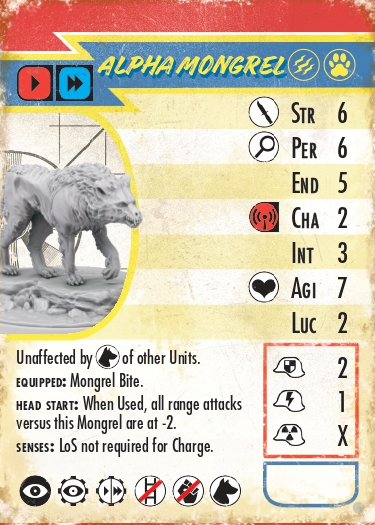 ALPHA MONGREL
STR 6
PER 6
END 5
CHA 2
INT 3
AGI 7
LUC 2
Unaffected by of other Units.
EQUIPPED: Mongrel Bite.
HEAD START: When Used, all range attacks
versus this Mongrel are at -2.
SENSES: LoS not required for Charge.
2
1
X